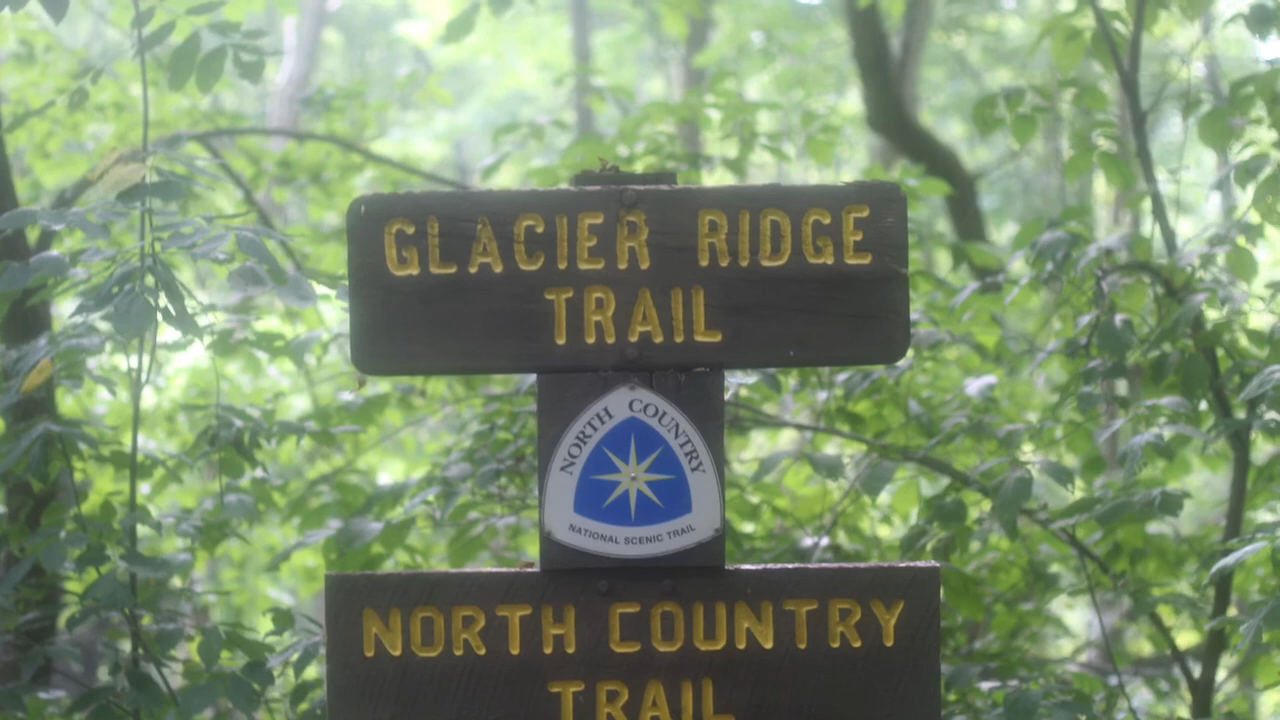 GLACIER RIDGE
TRAIL
NORTH COUNTRY
NATIONAL SCENIC TRAIL
NORTH COUNTRY
TRAIL